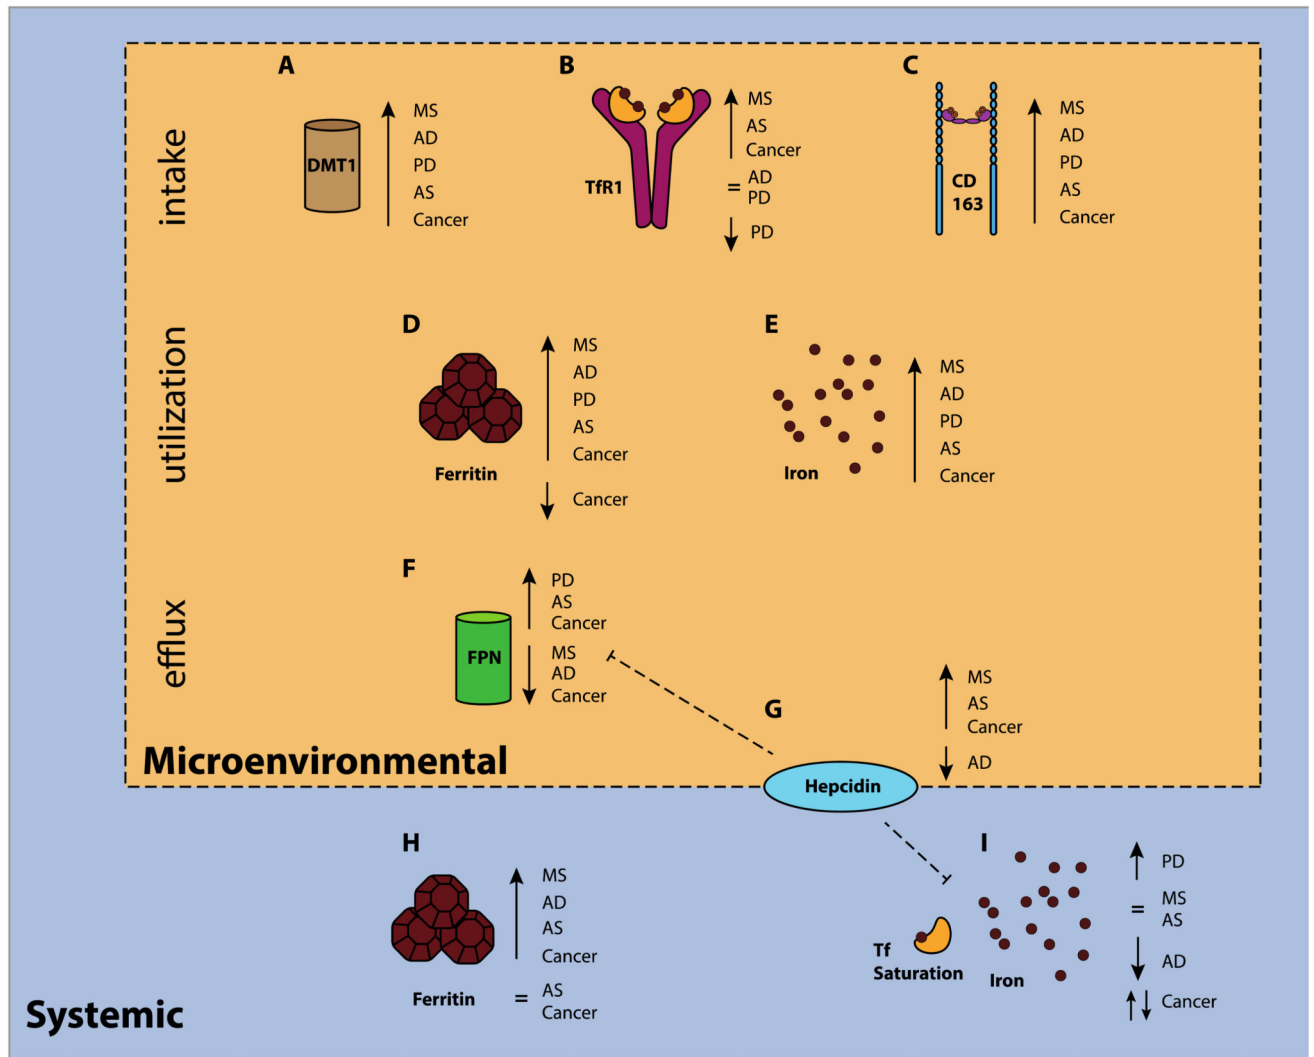 A
DMT1
MS
AD
PD
AS
Cancer
B
TfR1
MS
AS
Cancer
= AD
PD
PD
C
CD
163
MS
AD
PD
AS
Cancer
intake
D
Ferritin
MS
AD
PD
AS
Cancer
Cancer
E
Iron
MS
AD
PD
AS
Cancer
utilization
F
FPN
PD
AS
Cancer
MS
AD
Cancer
efflux
G
Hepcidin
MS
AS
Cancer
AD
Microenvironmental
H
Ferritin
MS
AD
AS
Cancer
= AS
Cancer
I
Tf
Saturation
Iron
PD
= MS
AS
AD
Cancer
Systemic